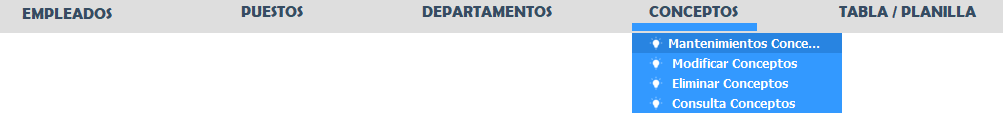 EMPLEADOS PUESTOS DEPARTAMENTOS CONCEPTOS TABLA / PLANILLA
Mantenimientos Conce...
Modificar Conceptos
Eliminar Conceptos
Consulta Conceptos